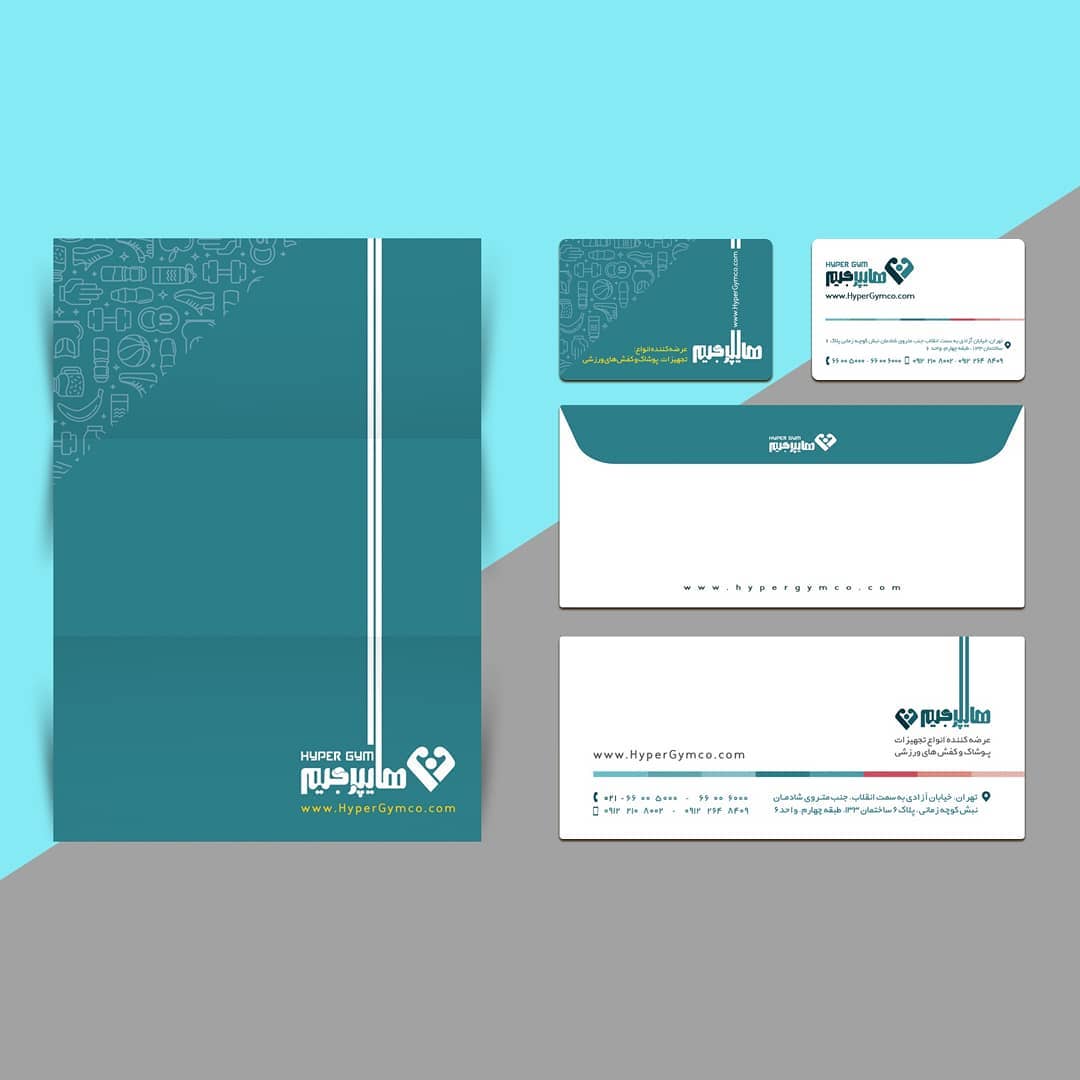 HYPER GYM
هایپرجیم
www.HyperGymco.com
www.HyperGymco.com
هایپرجیم
عرضه کننده انواع:
تجهیزات پوشاک و کفش های ورزشی
HYPER GYM
هایپرجیم
www.HyperGymco.com
تهران، خیابان آزادی به سمت انقلاب جنب متروی شادمان نبش کوچه زمانی پلاک ۶
ساختمان ۱۳۳، طبقه چهارم، واحد ۶
۶۶ ۰۰ ۵۰۰۰ - ۶۶ ۰۰ ۶۰۰۰
۰۹۱۲ ۲۱۰ ۸۰۰۲ - ۰۹۱۲ ۲۶۴ ۸۴۰۹
HYPER GYM
هایپرجیم
www.hypergymco.com
هایپرجیم
عرضه کننده انواع تجهیزات
پوشاک و کفش های ورزشی
www.HyperGymco.com
تهران، خیابان آزادی به سمت انقلاب، جنب متروی شادمان
نبش کوچه زمانی، پلاک ۶ ساختمان ۱۳۳، طبقه چهارم، واحد ۶
۰۲۱ - ۶۶ ۰۰ ۵۰۰۰ - ۶۶ ۰۰ ۶۰۰۰
۰۹۱۲ ۲۱۰ ۸۰۰۲ - ۰۹۱۲ ۲۶۴ ۸۴۰۹